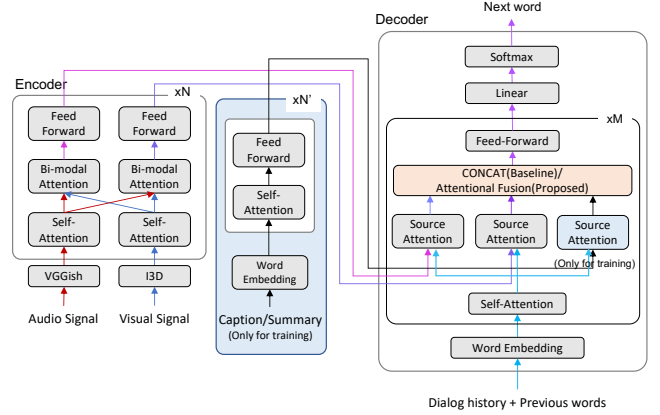 Next word
Decoder
Softmax
Linear
Encoder
xN
xN’
xM
Feed
Forward
Feed
Forward
Feed
Forward
Feed-Forward
Bi-modal
Attention
Bi-modal
Attention
Self-
Attention
CONCAT(Baseline)/
Attentional Fusion(Proposed)
Self-
Attention
Self-
Attention
Source
Attention
Source
Attention
Source
Attention
(Only for training)
VGGish
I3D
Word
Embedding
Self-Attention
Audio Signal
Visual Signal
Caption/Summary
(Only for training)
Word Embedding
Dialog history + Previous words